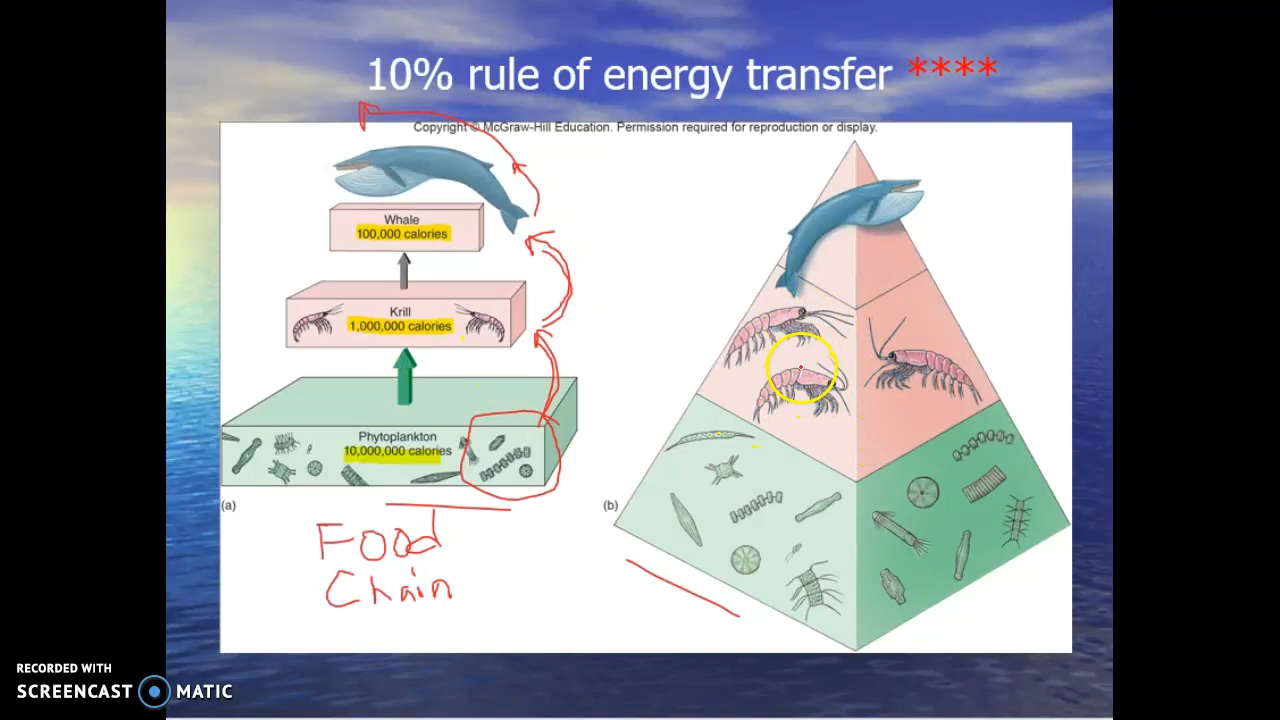 10% rule of energy transfer ****
Copyright © McGraw-Hill Education. Permission required for reproduction or display.
Whale
100,000 calories
Krill
1,000,000 calories
Phytoplankton
10,000,000 calories
(a)
(b)
Food
Chain
RECORDED WITH
SCREENCAST MATIC